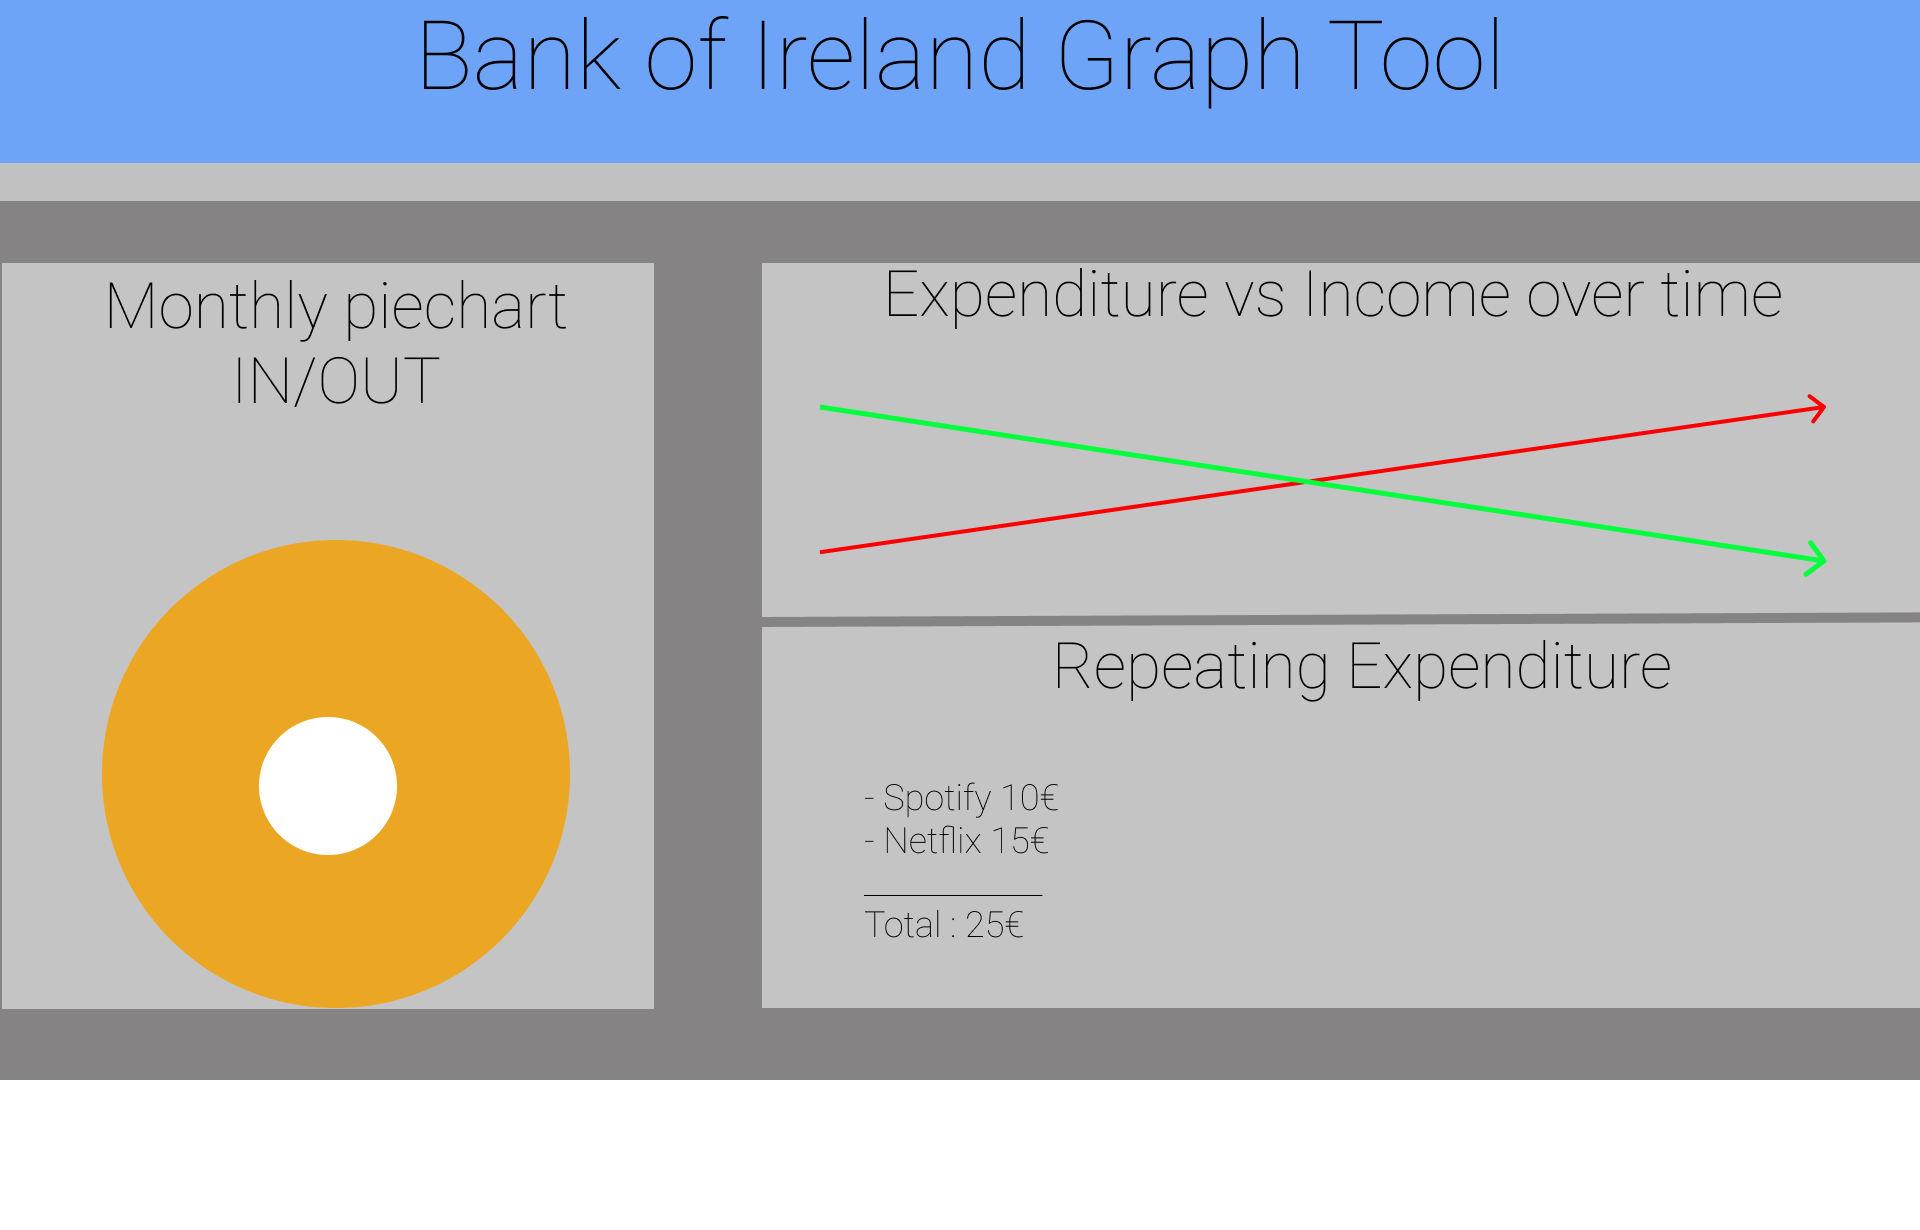 Bank of Ireland Graph Tool
Monthly piechart
IN/OUT
Expenditure vs Income over time
Repeating Expenditure
- Spotify 10€
- Netflix 15€
Total : 25€